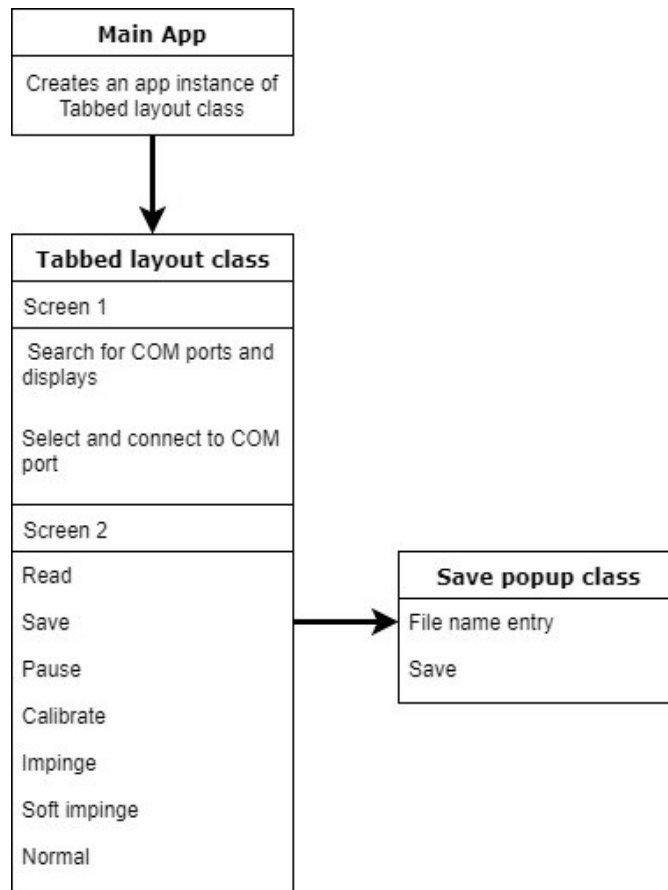 Main App
Creates an app instance of
Tabbed layout class
Tabbed layout class
Screen 1
Search for COM ports and
displays
Select and connect to COM
port
Screen 2
Read
Save
Pause
Calibrate
Impinge
Soft impinge
Normal
Save popup class
File name entry
Save